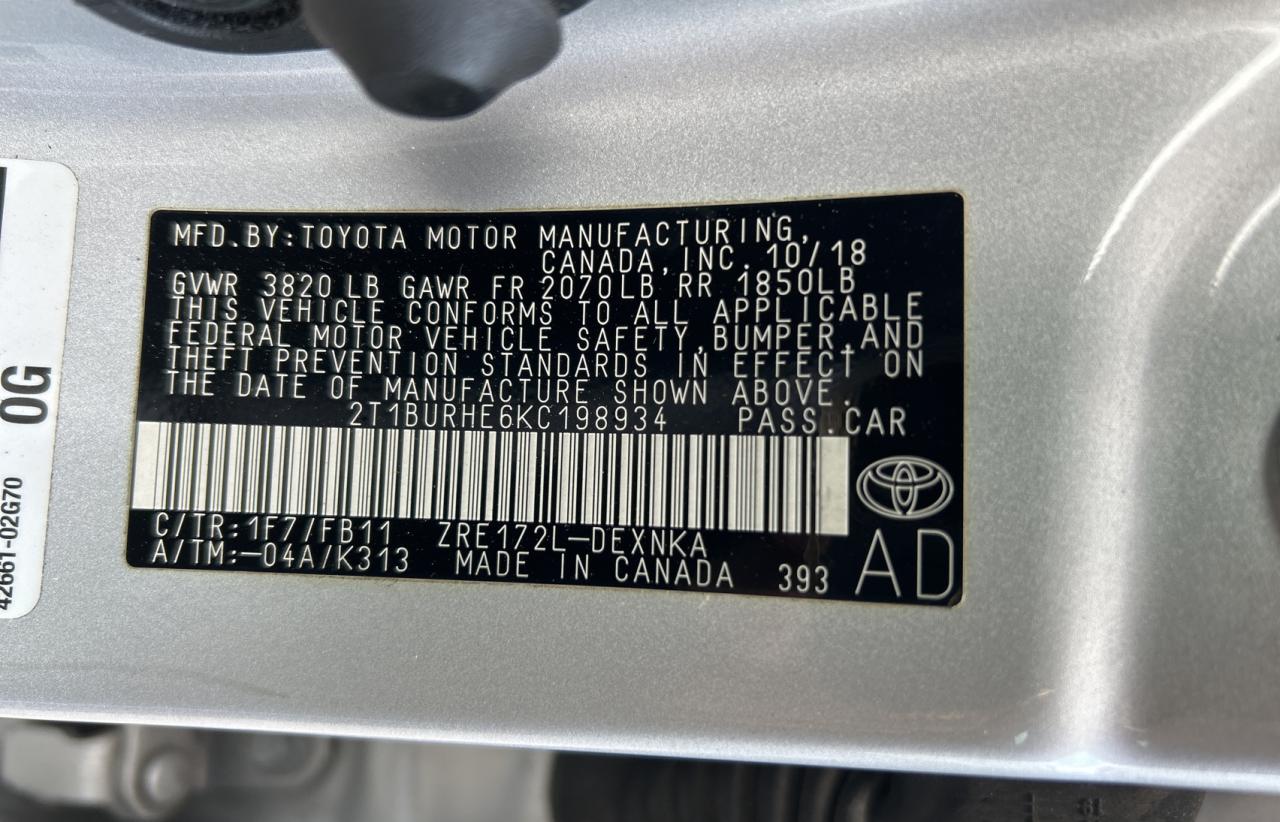 MFD.BY:TOYOTA MOTOR MANUFACTURING,
CANADA,INC. 10/18
GVWR 3820 LB GAWR FR 2070LB RR 1850LB
THIS VEHICLE CONFORMS TO ALL APPLICABLE
FEDERAL MOTOR VEHICLE SAFETY,BUMPER,AND
THEFT PREVENTION STANDARDS IN EFFECT ON
THE DATE OF MANUFACTURE SHOWN ABOVE.
2T1BURHE6KC198934 PASS.CAR
C/TR:1F7/FB11 ZRE172L-DEXNKA
A/TM:-04A/K313 MADE IN CANADA 393
AD
0G
42661-02G70